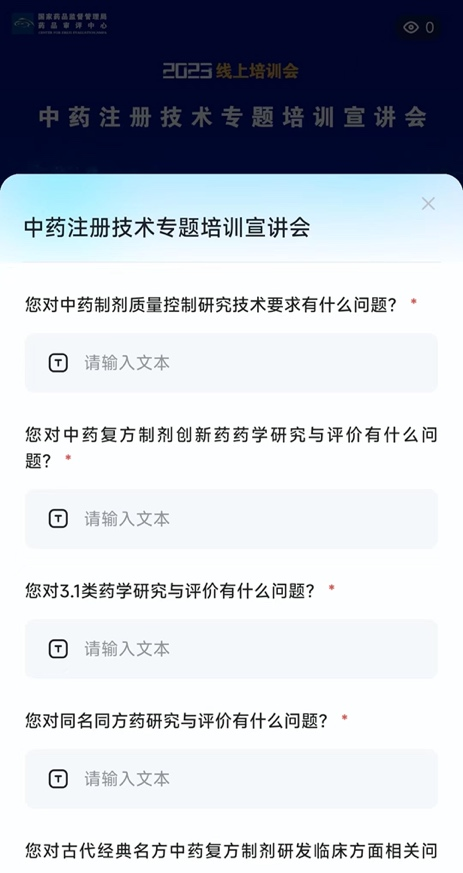 国家药品监督管理局
药品审评中心
CENTER FOR DRUG EVALUATION, NMPA
0
2023线上培训会
中药注册技术专题培训宣讲会
中药注册技术专题培训宣讲会
您对中药制剂质量控制研究技术要求有什么问题？ *
T 请输入文本
您对中药复方制剂创新药药学研究与评价有什么问
题？ *
T 请输入文本
您对3.1类药学研究与评价有什么问题？ *
T 请输入文本
您对同名同方药研究与评价有什么问题？ *
T 请输入文本
您对古代经典名方中药复方制剂研发临床方面相关问